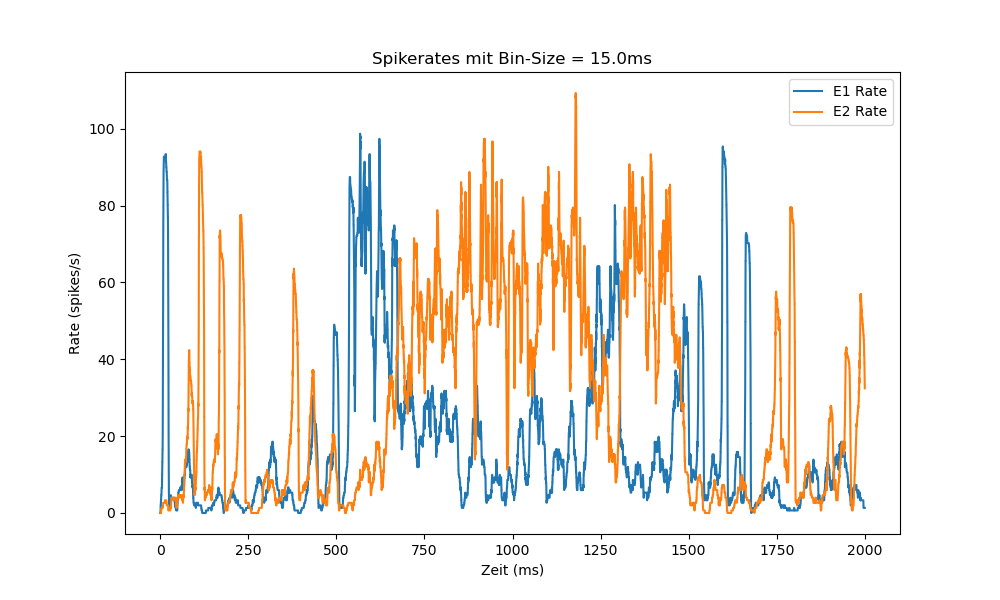 Spikerates mit Bin-Size = 15.0ms
E1 Rate
E2 Rate
Rate (spikes/s)
100
80
60
40
20
0
0 250 500 750 1000 1250 1500 1750 2000
Zeit (ms)